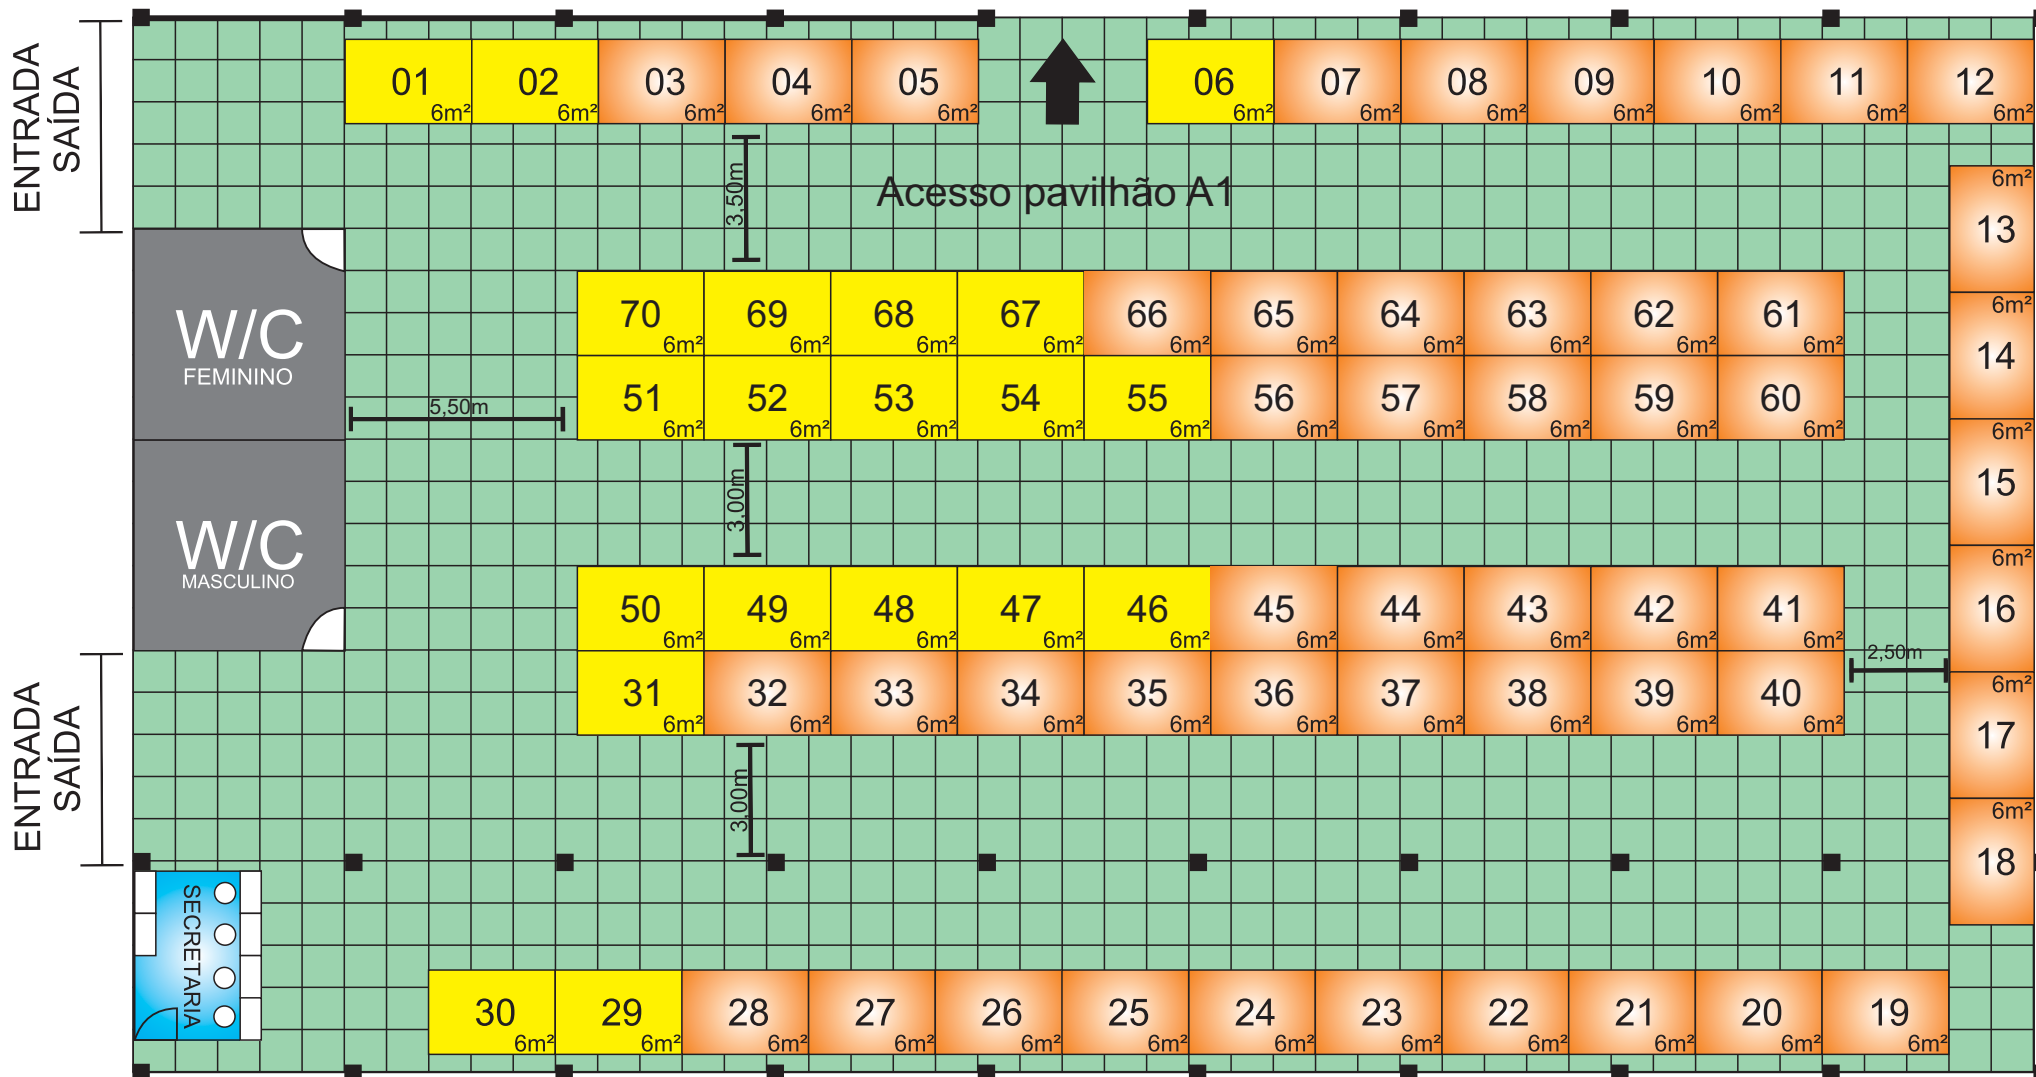 ENTRADA
SAÍDA
01 6m² 02 6m² 03 6m² 04 6m² 05 6m² 06 6m² 07 6m² 08 6m² 09 6m² 10 6m² 11 6m² 12 6m²
3,50m
Acesso pavilhão A1
6m² 13
6m² 14
6m² 15
6m² 16
6m² 17
6m² 18
W/C
FEMININO
70 6m² 69 6m² 68 6m² 67 6m² 66 6m² 65 6m² 64 6m² 63 6m² 62 6m² 61 6m²
51 6m² 52 6m² 53 6m² 54 6m² 55 6m² 56 6m² 57 6m² 58 6m² 59 6m² 60 6m²
5,50m
3,00m
W/C
MASCULINO
50 6m² 49 6m² 48 6m² 47 6m² 46 6m² 45 6m² 44 6m² 43 6m² 42 6m² 41 6m²
31 6m² 32 6m² 33 6m² 34 6m² 35 6m² 36 6m² 37 6m² 38 6m² 39 6m² 40 6m²
2,50m
ENTRADA
SAÍDA
3,00m
SECRETARIA
30 6m² 29 6m² 28 6m² 27 6m² 26 6m² 25 6m² 24 6m² 23 6m² 22 6m² 21 6m² 20 6m² 19 6m²